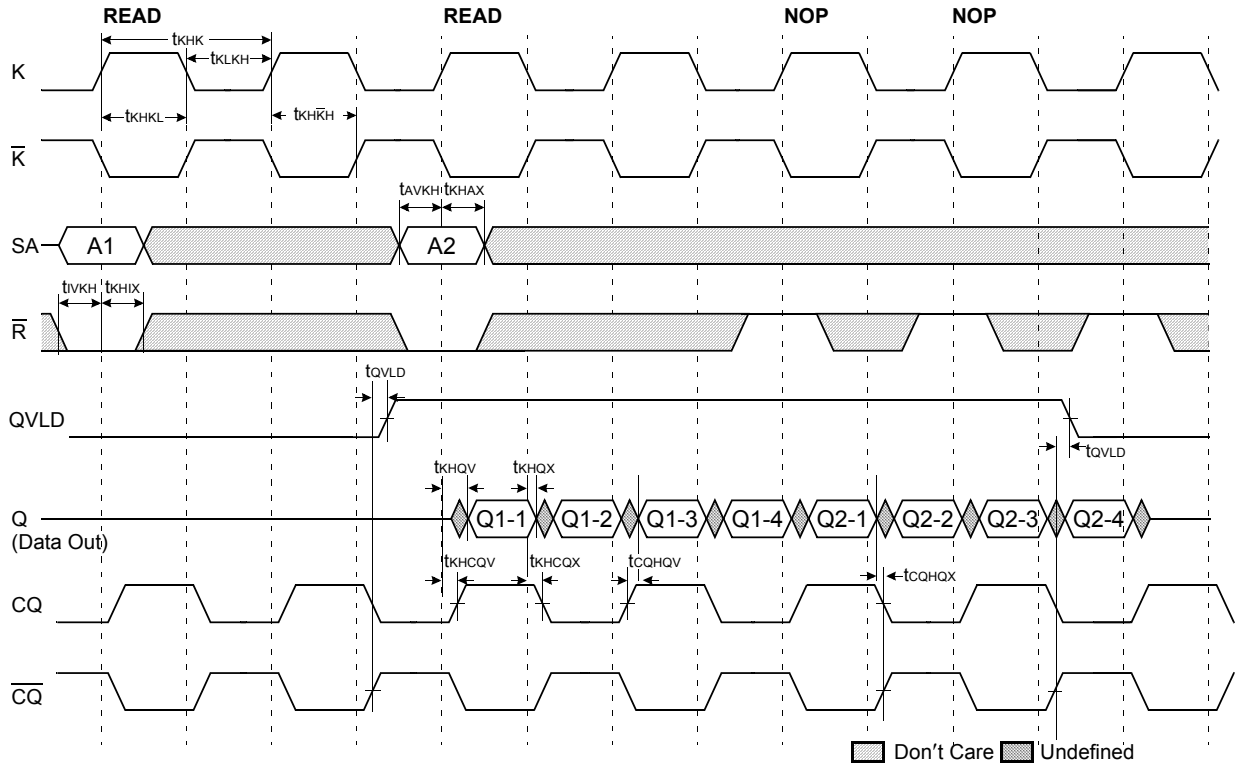 READ READ NOP NOP
tKHK
tKLKH
K
tKHKL tKHK̅H
K̅
tAVKH tKHAX
SA A1 A2
tIVKH tKHIX
R̅
tQVLD
QVLD
tQVLD
tKHQV tKHQX
Q Q1-1 Q1-2 Q1-3 Q1-4 Q2-1 Q2-2 Q2-3 Q2-4
(Data Out)
tKHCQV tKHCQX tCQHQV tCQHQX
CQ
C̅Q̅
Don't Care Undefined